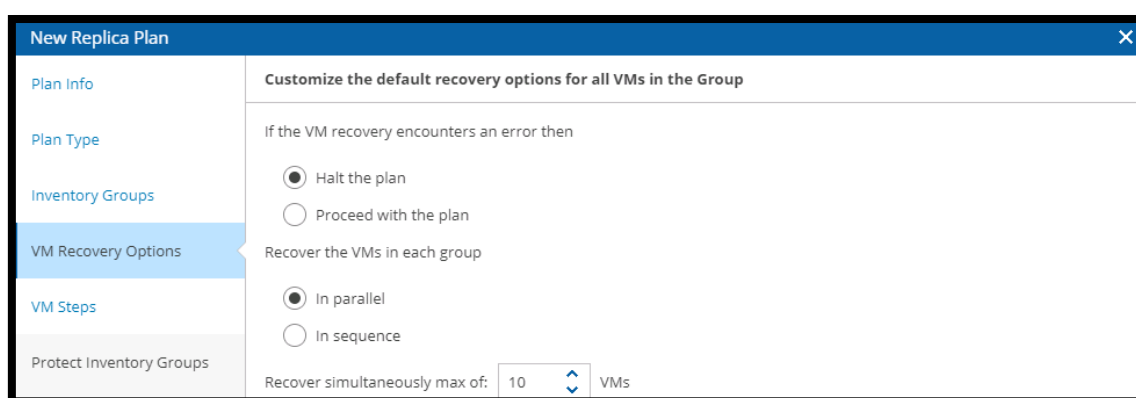 New Replica Plan
Plan Info
Plan Type
Inventory Groups
VM Recovery Options
VM Steps
Protect Inventory Groups
Customize the default recovery options for all VMs in the Group
If the VM recovery encounters an error then
Halt the plan
Proceed with the plan
Recover the VMs in each group
In parallel
In sequence
Recover simultaneously max of: 10 VMs